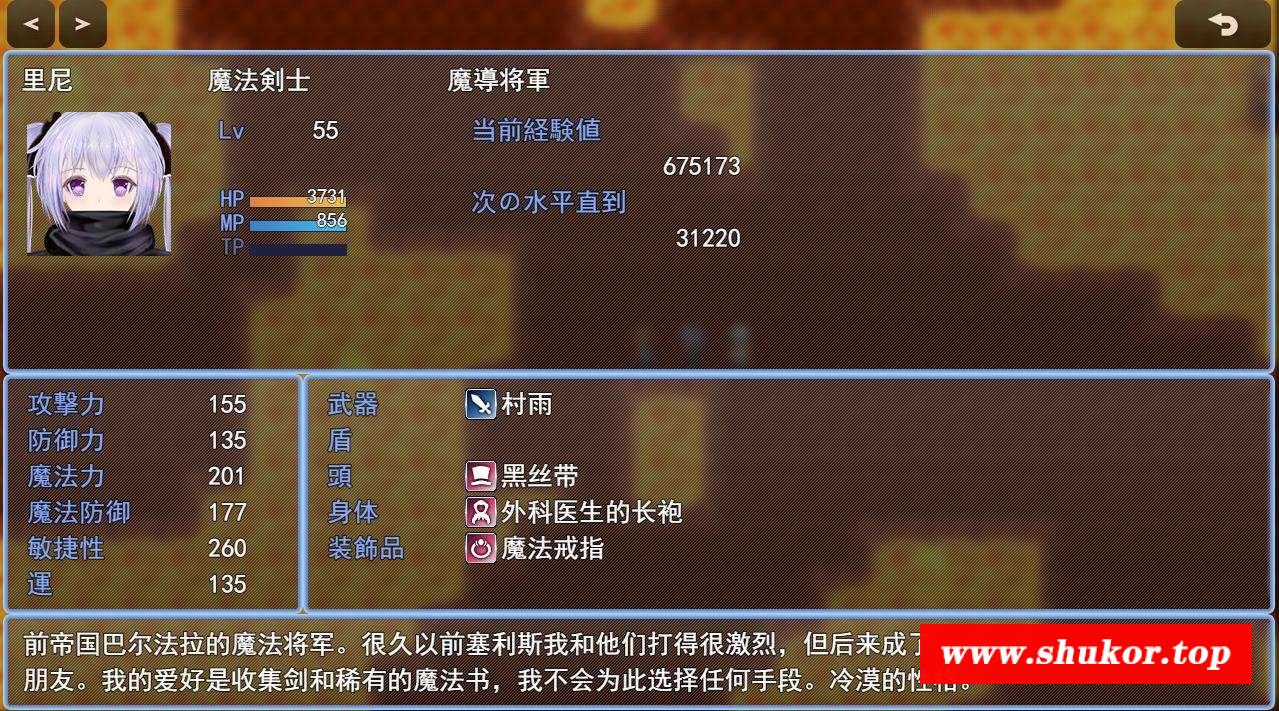 < >
里尼 魔法剣士 魔導将軍
Lv 55 当前経験値
675173
HP 3731 次の水平直到
MP 856
TP 31220
攻撃力 155 武器 村雨
防御力 135 盾
魔法力 201 頭 黑丝带
魔法防御 177 身体 外科医生的长袍
敏捷性 260 装飾品 魔法戒指
運 135
前帝国巴尔法拉的魔法将军。很久以前塞利斯我和他们打得很激烈，但后来成了
www.shukor.top
朋友。我的爱好是收集剑和稀有的魔法书，我不会为此选择任何手段。冷漠的性格。